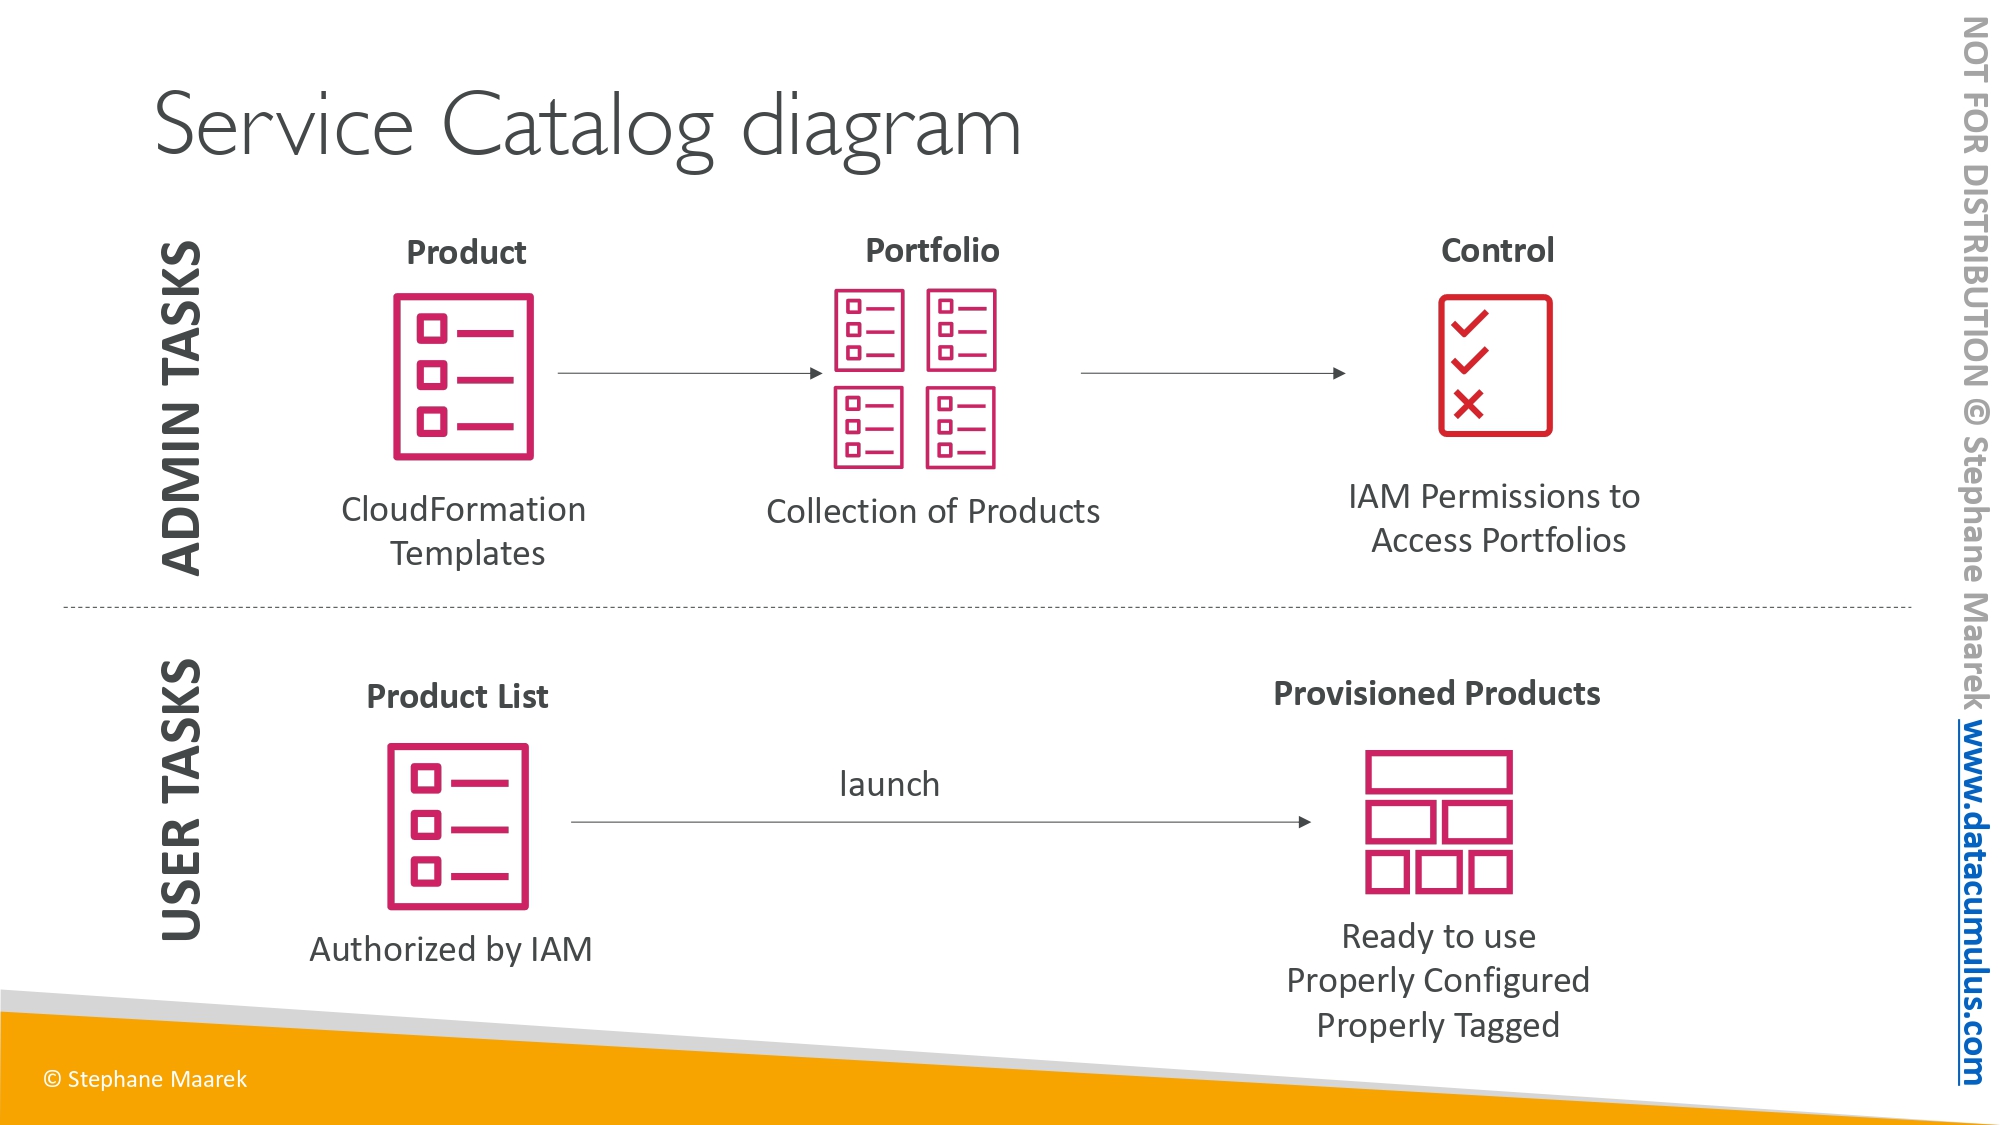 Service Catalog diagram
ADMIN TASKS
Product
Portfolio
Control
CloudFormation
Templates
Collection of Products
IAM Permissions to
Access Portfolios
USER TASKS
Product List
Provisioned Products
launch
Authorized by IAM
Ready to use
Properly Configured
Properly Tagged
© Stephane Maarek
NOT FOR DISTRIBUTION © Stephane Maarek www.datacumulus.com